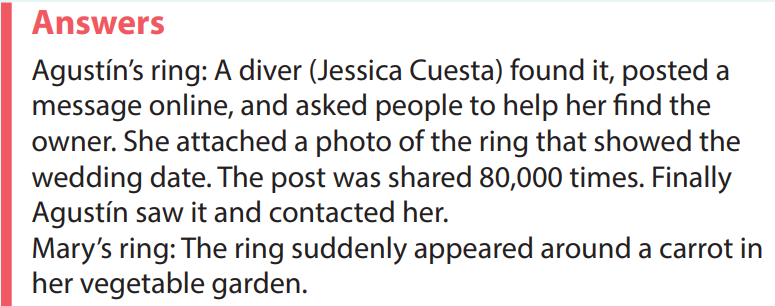 Answers
Agustín’s ring: A diver (Jessica Cuesta) found it, posted a
message online, and asked people to help her find the
owner. She attached a photo of the ring that showed the
wedding date. The post was shared 80,000 times. Finally
Agustín saw it and contacted her.
Mary’s ring: The ring suddenly appeared around a carrot in
her vegetable garden.